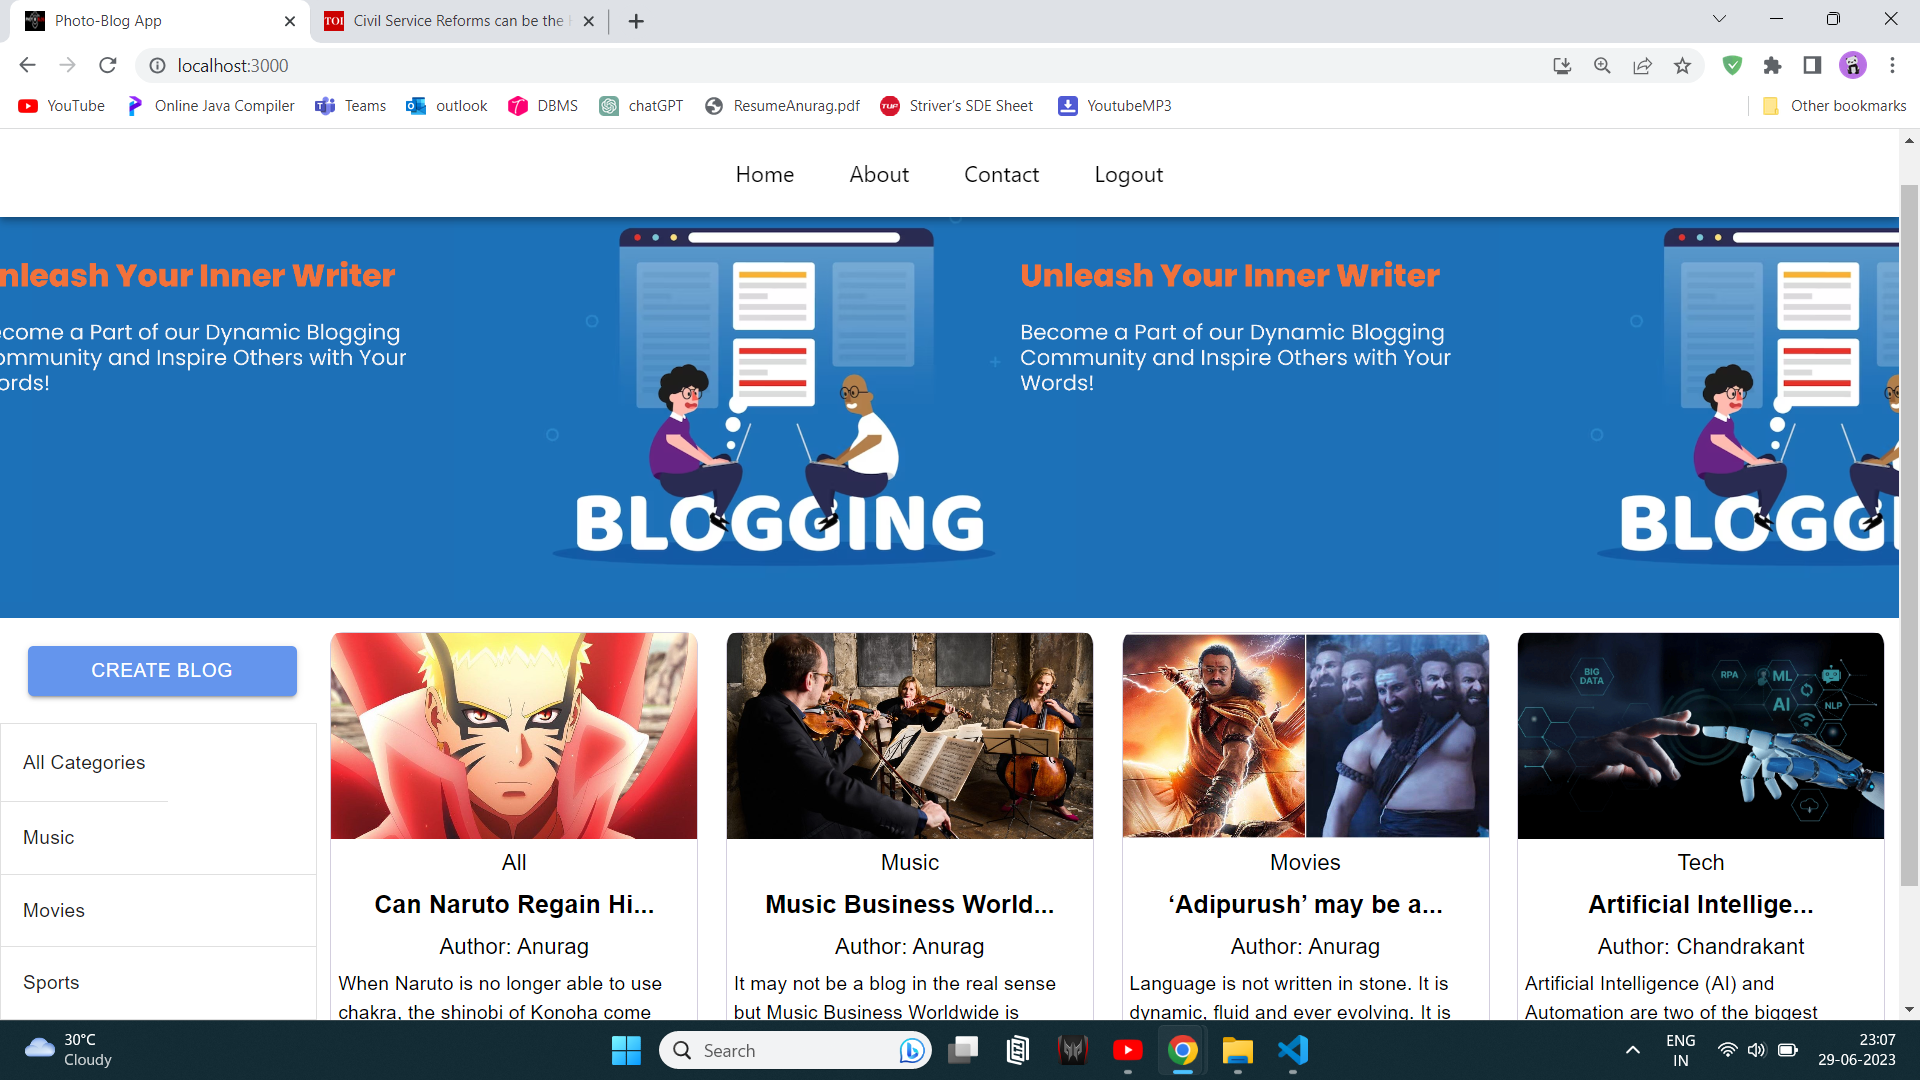 Photo-Blog App
TOI Civil Service Reforms can be the
localhost:3000
YouTube Online Java Compiler Teams outlook DBMS chatGPT ResumeAnurag.pdf TUF Striver's SDE Sheet YoutubeMP3 Other bookmarks
Home About Contact Logout
nleash Your Inner Writer
ecome a Part of our Dynamic Blogging
ommunity and Inspire Others with Your
ords!
BLOGGING
Unleash Your Inner Writer
Become a Part of our Dynamic Blogging
Community and Inspire Others with Your
Words!
BLOGG
CREATE BLOG
All Categories
Music
Movies
Sports
All
Can Naruto Regain Hi...
Author: Anurag
When Naruto is no longer able to use
chakra, the shinobi of Konoha come
Music
Music Business World...
Author: Anurag
It may not be a blog in the real sense
but Music Business Worldwide is
Movies
‘Adipurush’ may be a...
Author: Anurag
Language is not written in stone. It is
dynamic, fluid and ever evolving. It is
BIG
DATA
RPA
ML
AI
NLP
Tech
Artificial Intellige...
Author: Chandrakant
Artificial Intelligence (AI) and
Automation are two of the biggest
30°C
Cloudy
Search
ENG
IN
23:07
29-06-2023